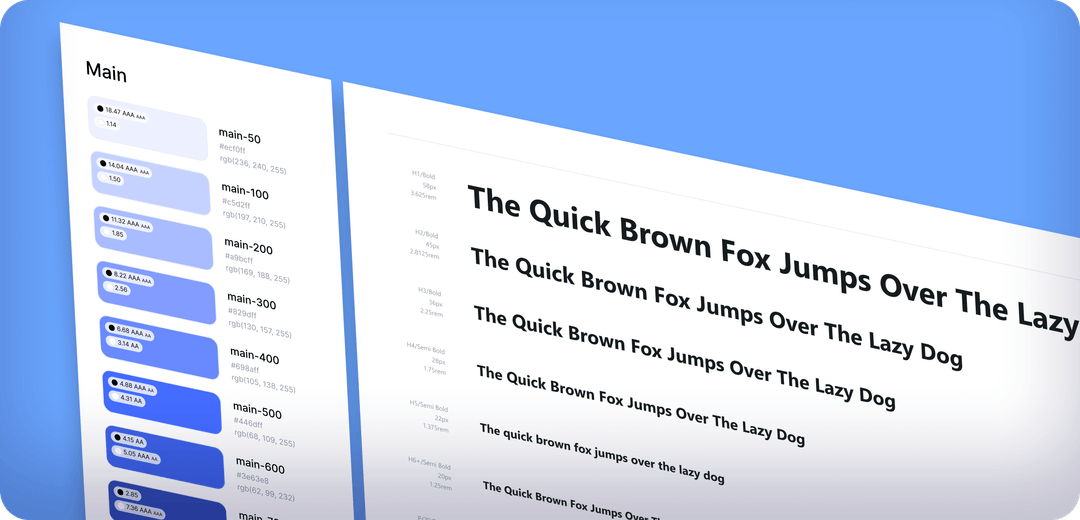 Main
18.47 AAA AAA
1.14
main-50
#ecf0ff
rgb(236, 240, 255)
14.04 AAA AAA
1.50
main-100
#c5d2ff
rgb(197, 210, 255)
11.32 AAA AAA
1.85
main-200
#a9bcff
rgb(169, 188, 255)
8.22 AAA AAA
2.56
main-300
#829dff
rgb(130, 157, 255)
6.68 AAA AA
3.14 AA
main-400
#698aff
rgb(105, 138, 255)
4.88 AAA AA
4.31 AA
main-500
#446dff
rgb(68, 109, 255)
4.15 AA
5.05 AAA AA
main-600
#3e63e8
rgb(62, 99, 232)
2.85
7.36 AAA AAA
H1/Bold
58px
3.625rem
The Quick Brown Fox Jumps Over The Lazy
H2/Bold
45px
2.8125rem
The Quick Brown Fox Jumps Over The Lazy Dog
H3/Bold
36px
2.25rem
The Quick Brown Fox Jumps Over The Lazy Dog
H4/Semi Bold
28px
1.75rem
The Quick Brown Fox Jumps Over The Lazy Dog
H5/Semi Bold
22px
1.375rem
The quick brown fox jumps over the lazy dog
H6+/Semi Bold
20px
1.25rem
The Quick Brown Fox Jumps Over